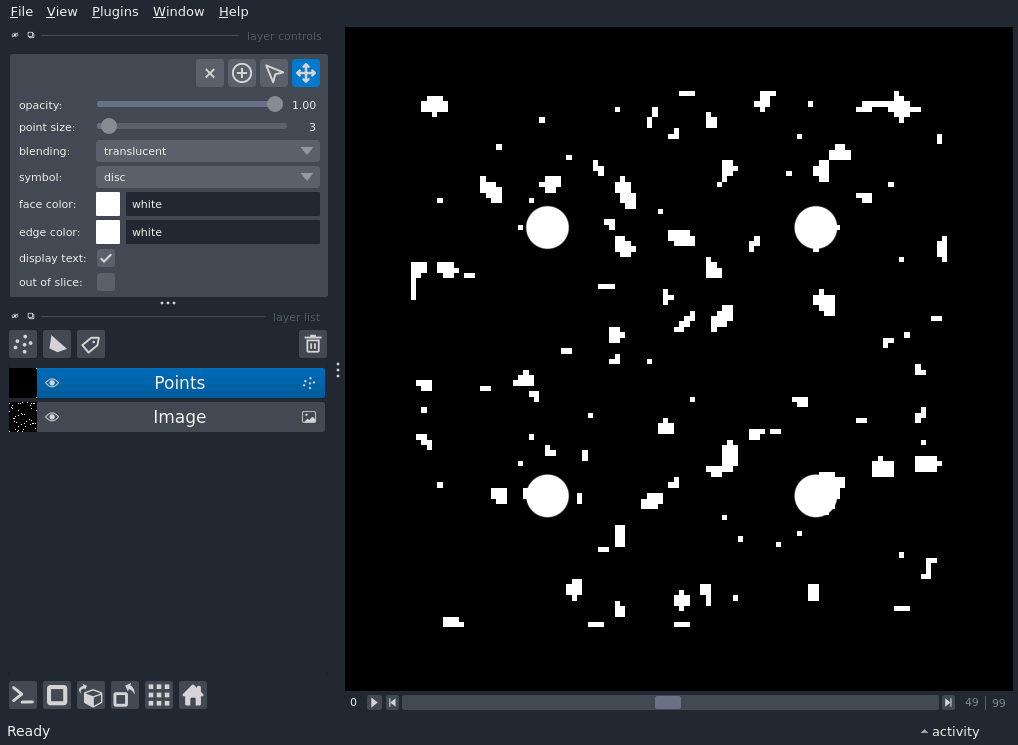 File View Plugins Window Help
layer controls
opacity: 1.00
point size: 3
blending: translucent
symbol: disc
face color: white
edge color: white
display text:
out of slice:
layer list
Points
Image
0 49 | 99
Ready activity